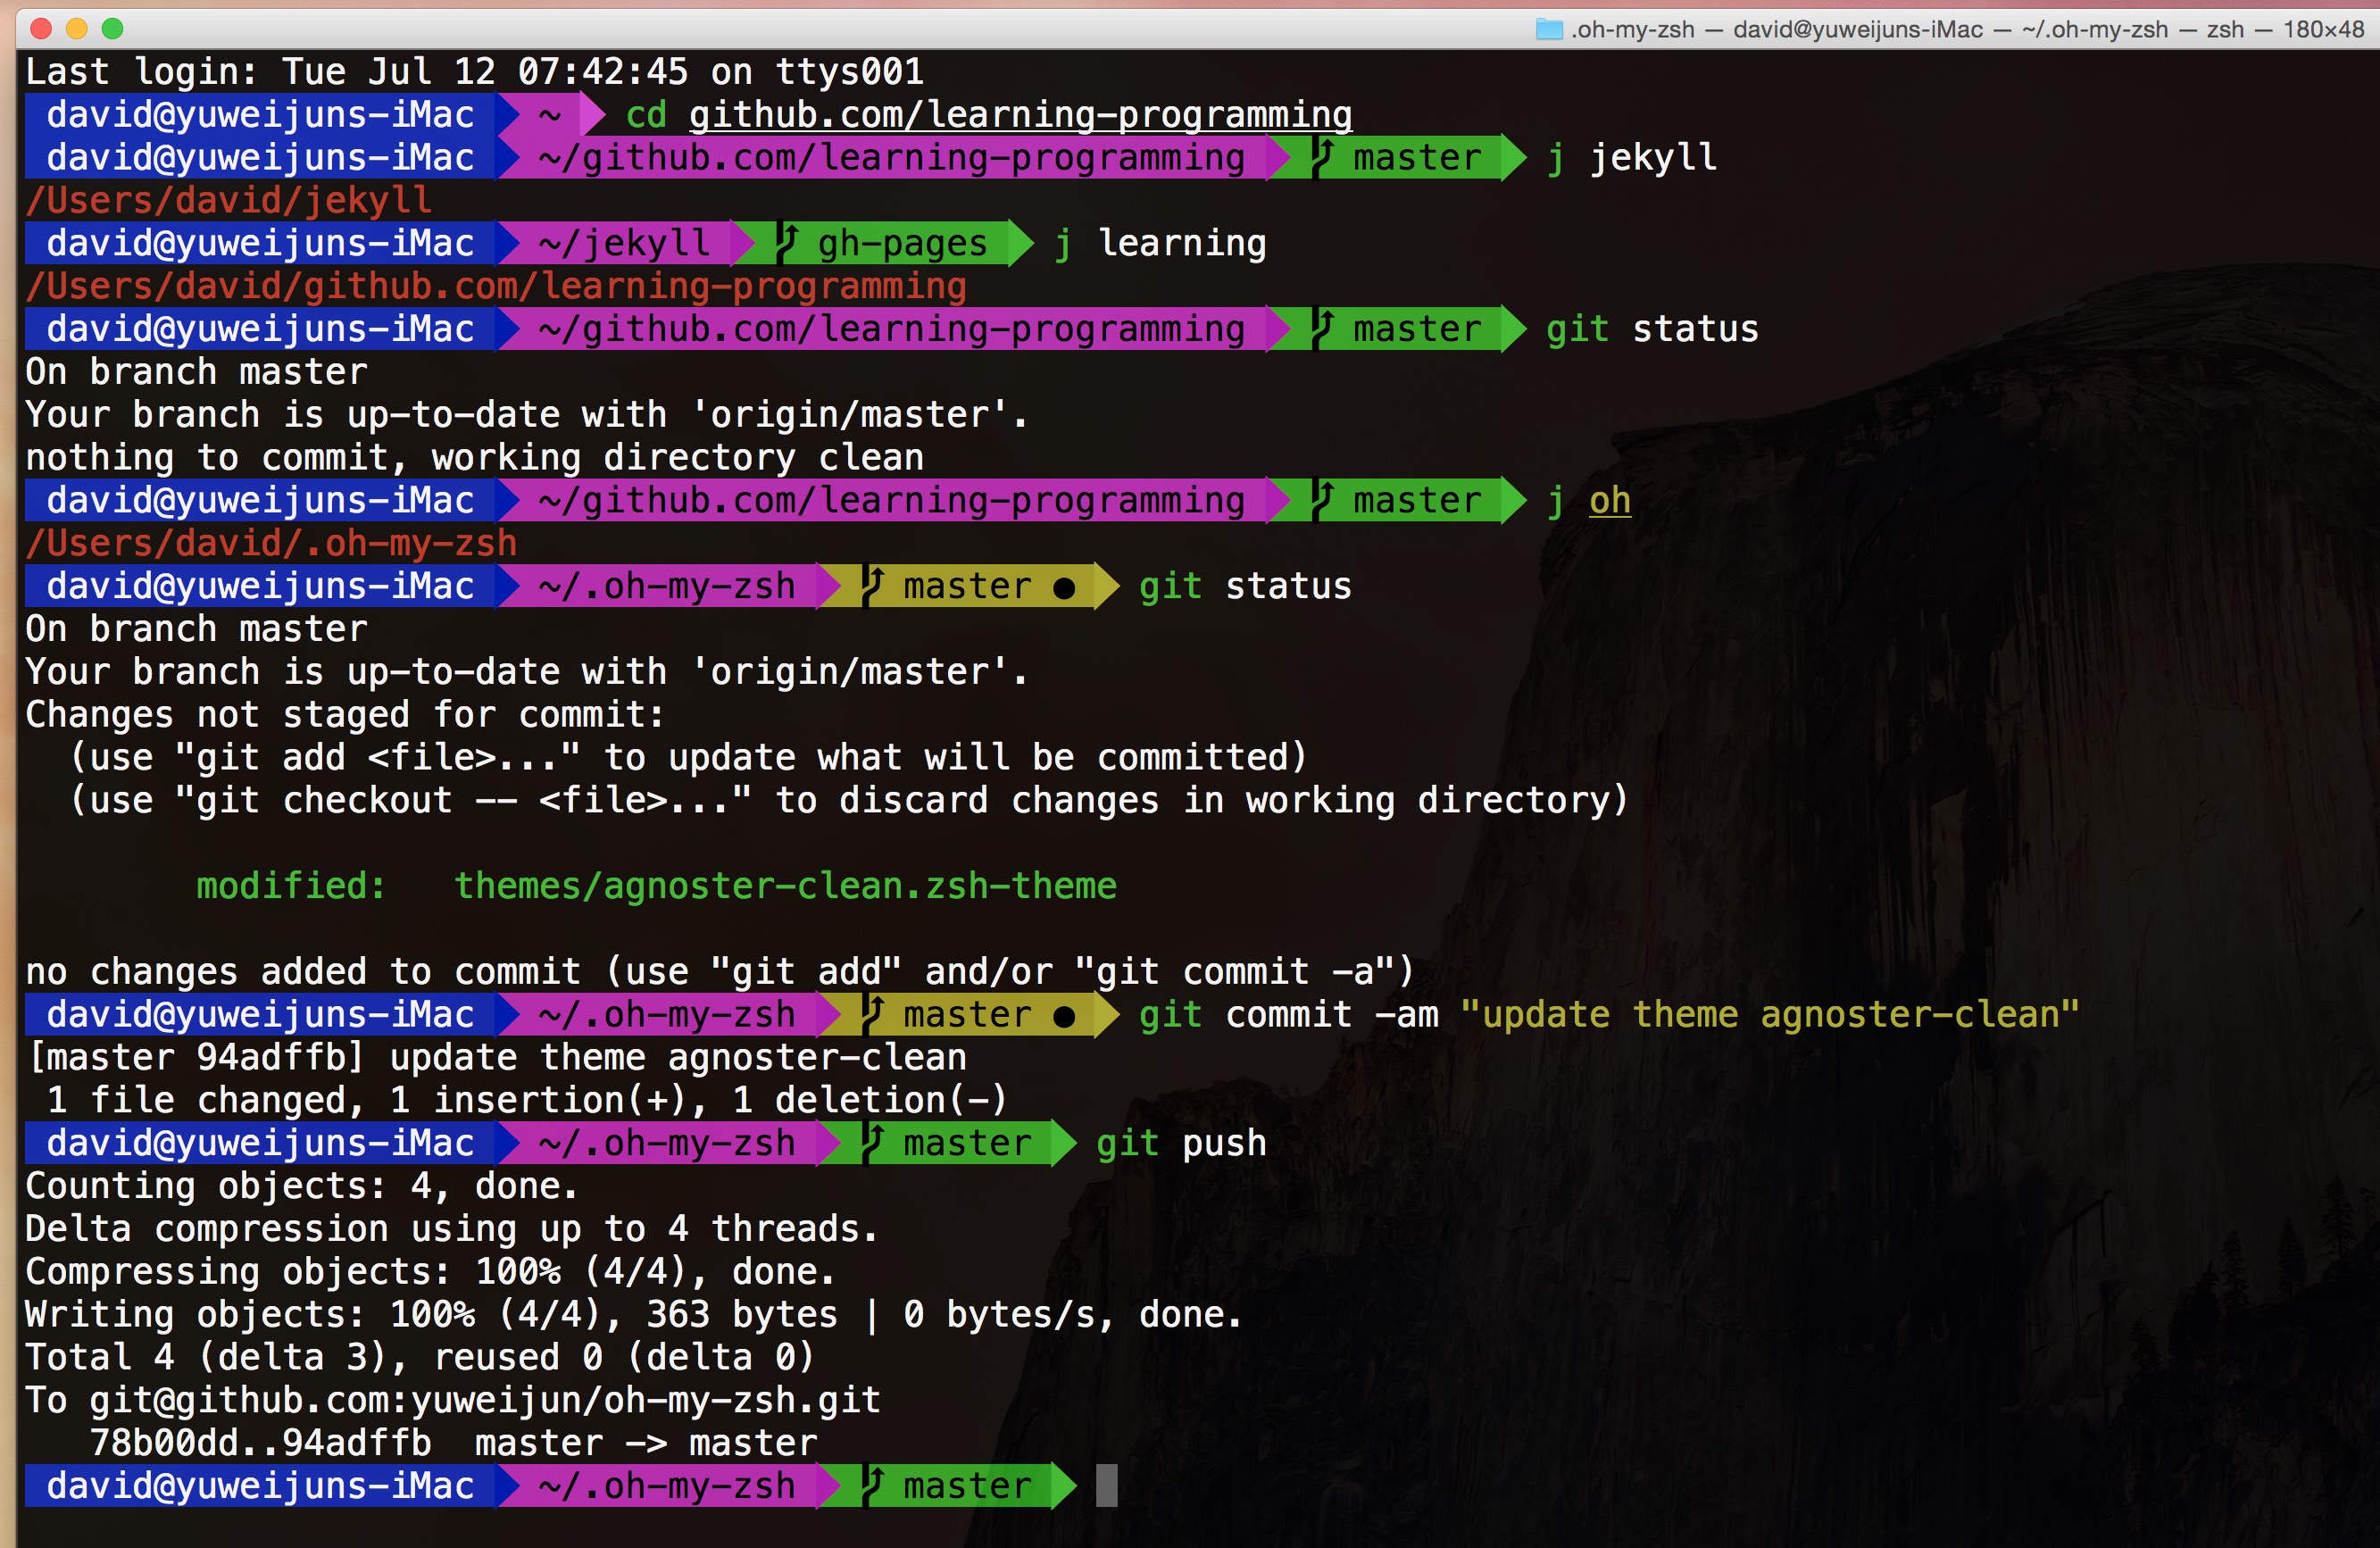 .oh-my-zsh — david@yuweijuns-iMac — ~/.oh-my-zsh — zsh — 180×48
Last login: Tue Jul 12 07:42:45 on ttys001
david@yuweijuns-iMac ~ cd github.com/learning-programming
david@yuweijuns-iMac ~/github.com/learning-programming master j jekyll
/Users/david/jekyll
david@yuweijuns-iMac ~/jekyll gh-pages j learning
/Users/david/github.com/learning-programming
david@yuweijuns-iMac ~/github.com/learning-programming master git status
On branch master
Your branch is up-to-date with 'origin/master'.
nothing to commit, working directory clean
david@yuweijuns-iMac ~/github.com/learning-programming master j oh
/Users/david/.oh-my-zsh
david@yuweijuns-iMac ~/.oh-my-zsh master ● git status
On branch master
Your branch is up-to-date with 'origin/master'.
Changes not staged for commit:
  (use "git add <file>..." to update what will be committed)
  (use "git checkout -- <file>..." to discard changes in working directory)
        modified:   themes/agnoster-clean.zsh-theme
no changes added to commit (use "git add" and/or "git commit -a")
david@yuweijuns-iMac ~/.oh-my-zsh master ● git commit -am "update theme agnoster-clean"
[master 94adffb] update theme agnoster-clean
 1 file changed, 1 insertion(+), 1 deletion(-)
david@yuweijuns-iMac ~/.oh-my-zsh master git push
Counting objects: 4, done.
Delta compression using up to 4 threads.
Compressing objects: 100% (4/4), done.
Writing objects: 100% (4/4), 363 bytes | 0 bytes/s, done.
Total 4 (delta 3), reused 0 (delta 0)
To git@github.com:yuweijun/oh-my-zsh.git
   78b00dd..94adffb  master -> master
david@yuweijuns-iMac ~/.oh-my-zsh master